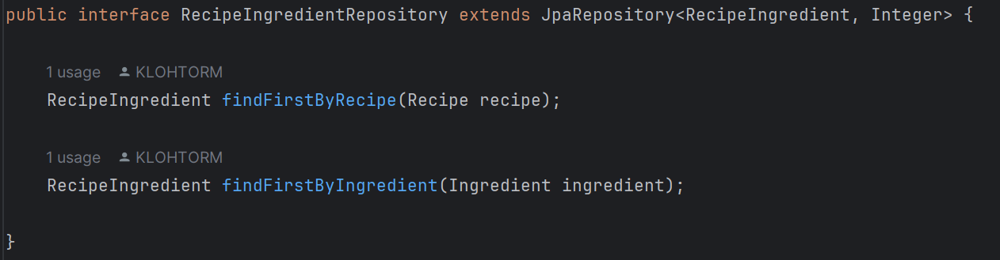 public interface RecipeIngredientRepository extends JpaRepository<RecipeIngredient, Integer> {
1 usage KLOHTORM
RecipeIngredient findFirstByRecipe(Recipe recipe);
1 usage KLOHTORM
RecipeIngredient findFirstByIngredient(Ingredient ingredient);
}